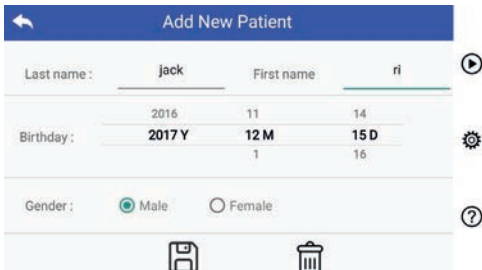 Add New Patient
Last name : jack First name ri
2016 11 14
Birthday : 2017 Y 12 M 15 D
1 16
Gender : Male Female
?